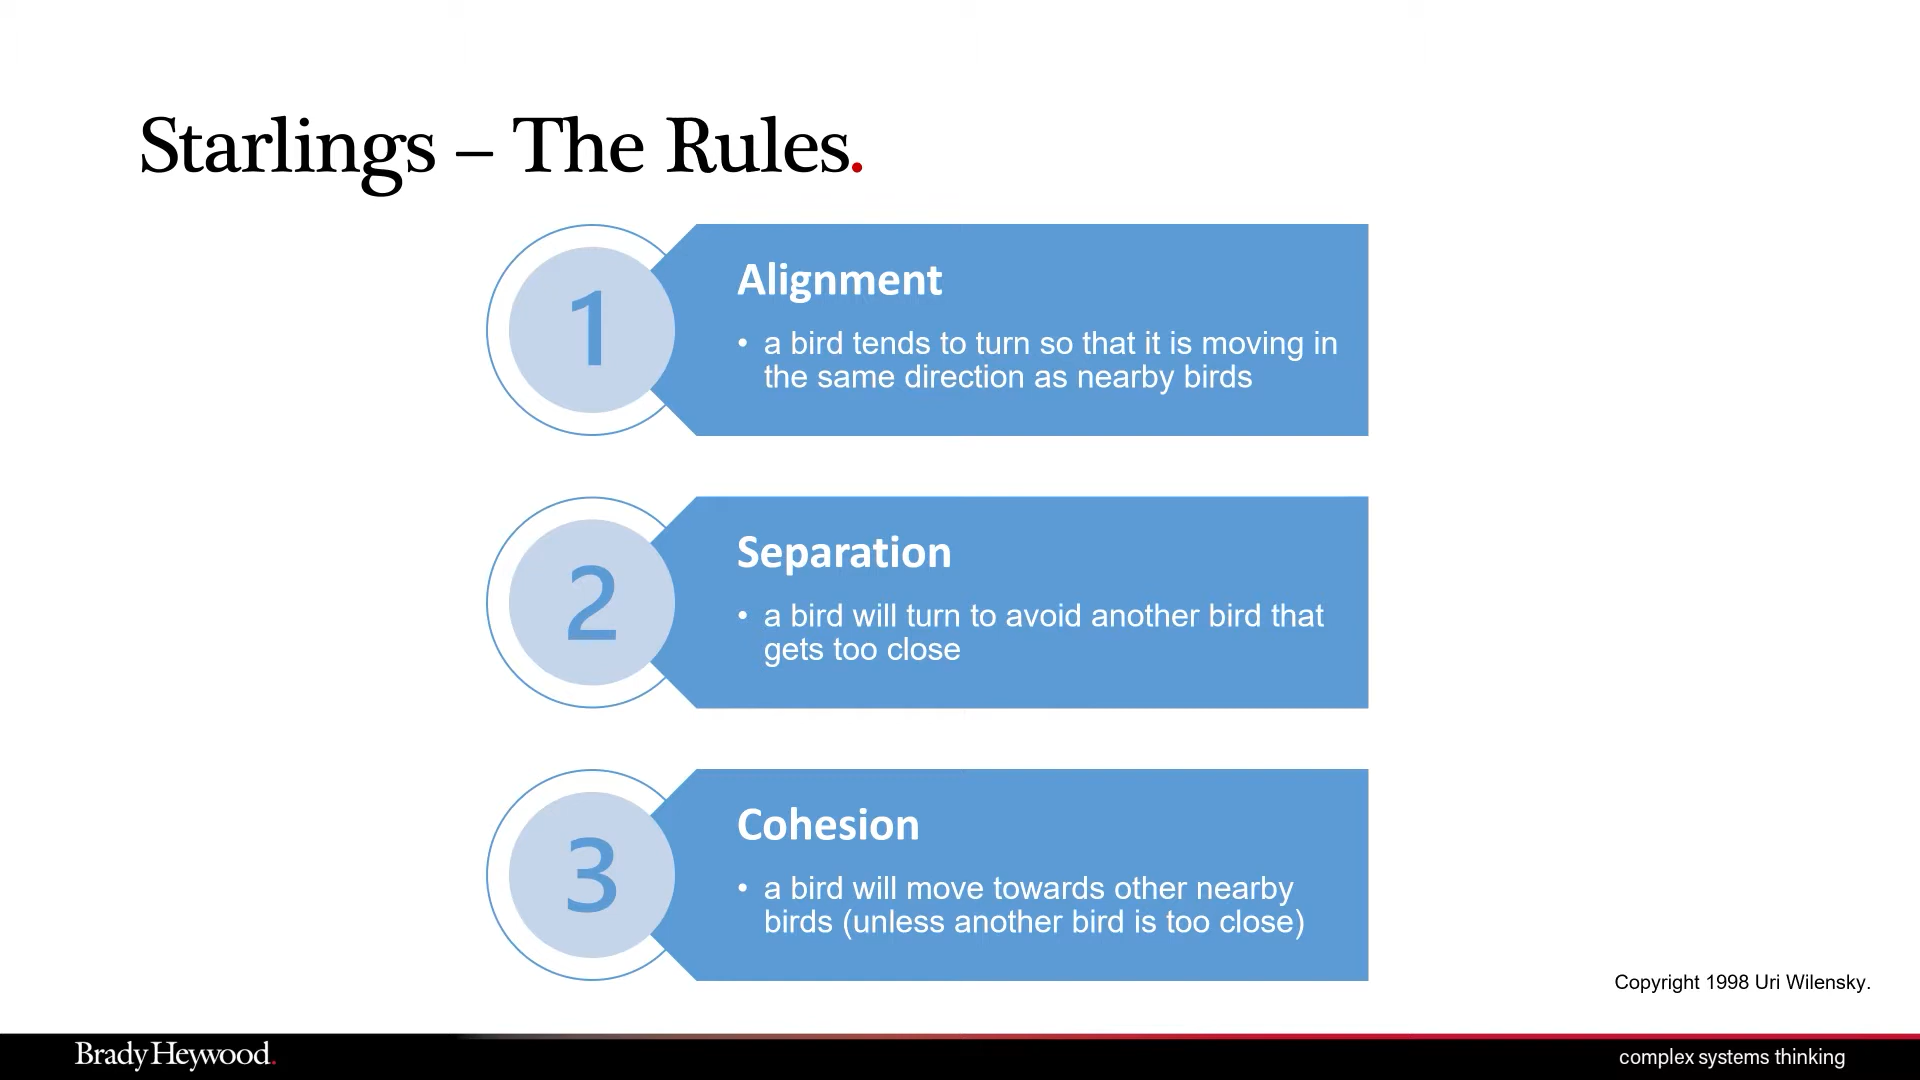 Starlings – The Rules.
1
Alignment
• a bird tends to turn so that it is moving in
the same direction as nearby birds
2
Separation
• a bird will turn to avoid another bird that
gets too close
3
Cohesion
• a bird will move towards other nearby
birds (unless another bird is too close)
Copyright 1998 Uri Wilensky.
Brady Heywood.
complex systems thinking